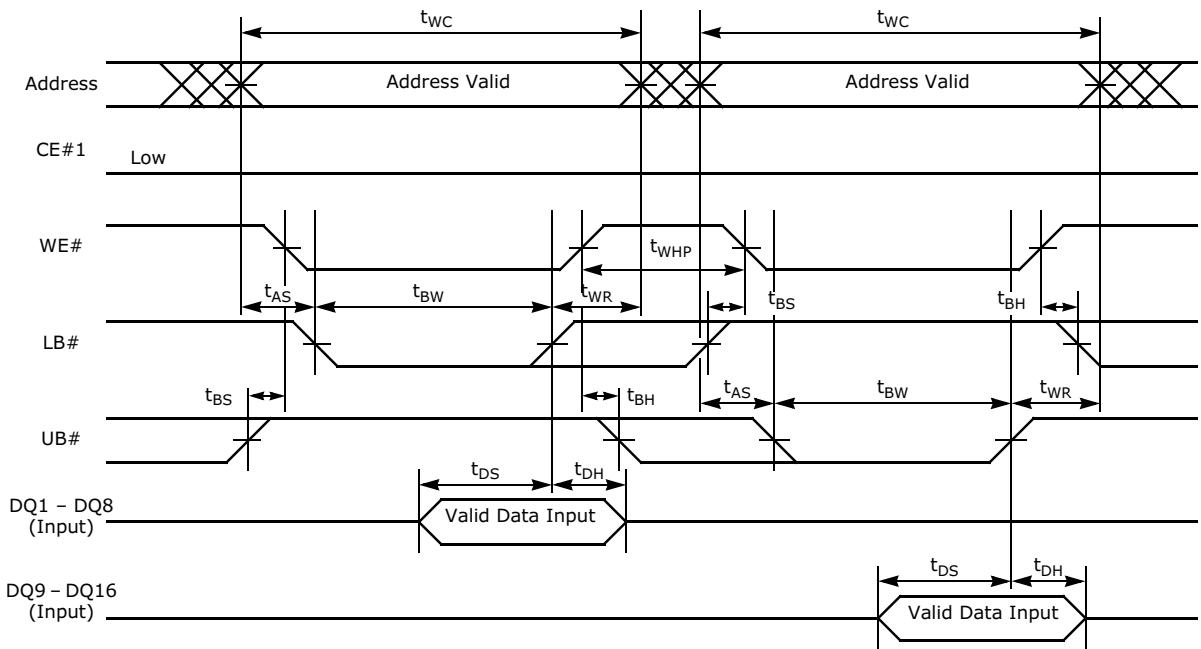 tWC
tWC
Address
Address Valid
Address Valid
CE#1
Low
WE#
tWHP
tAS
tBW
tWR
tBS
tBH
LB#
tBS
tBH
tAS
tBW
tWR
UB#
tDS
tDH
DQ1 – DQ8
(Input)
Valid Data Input
tDS
tDH
DQ9 – DQ16
(Input)
Valid Data Input